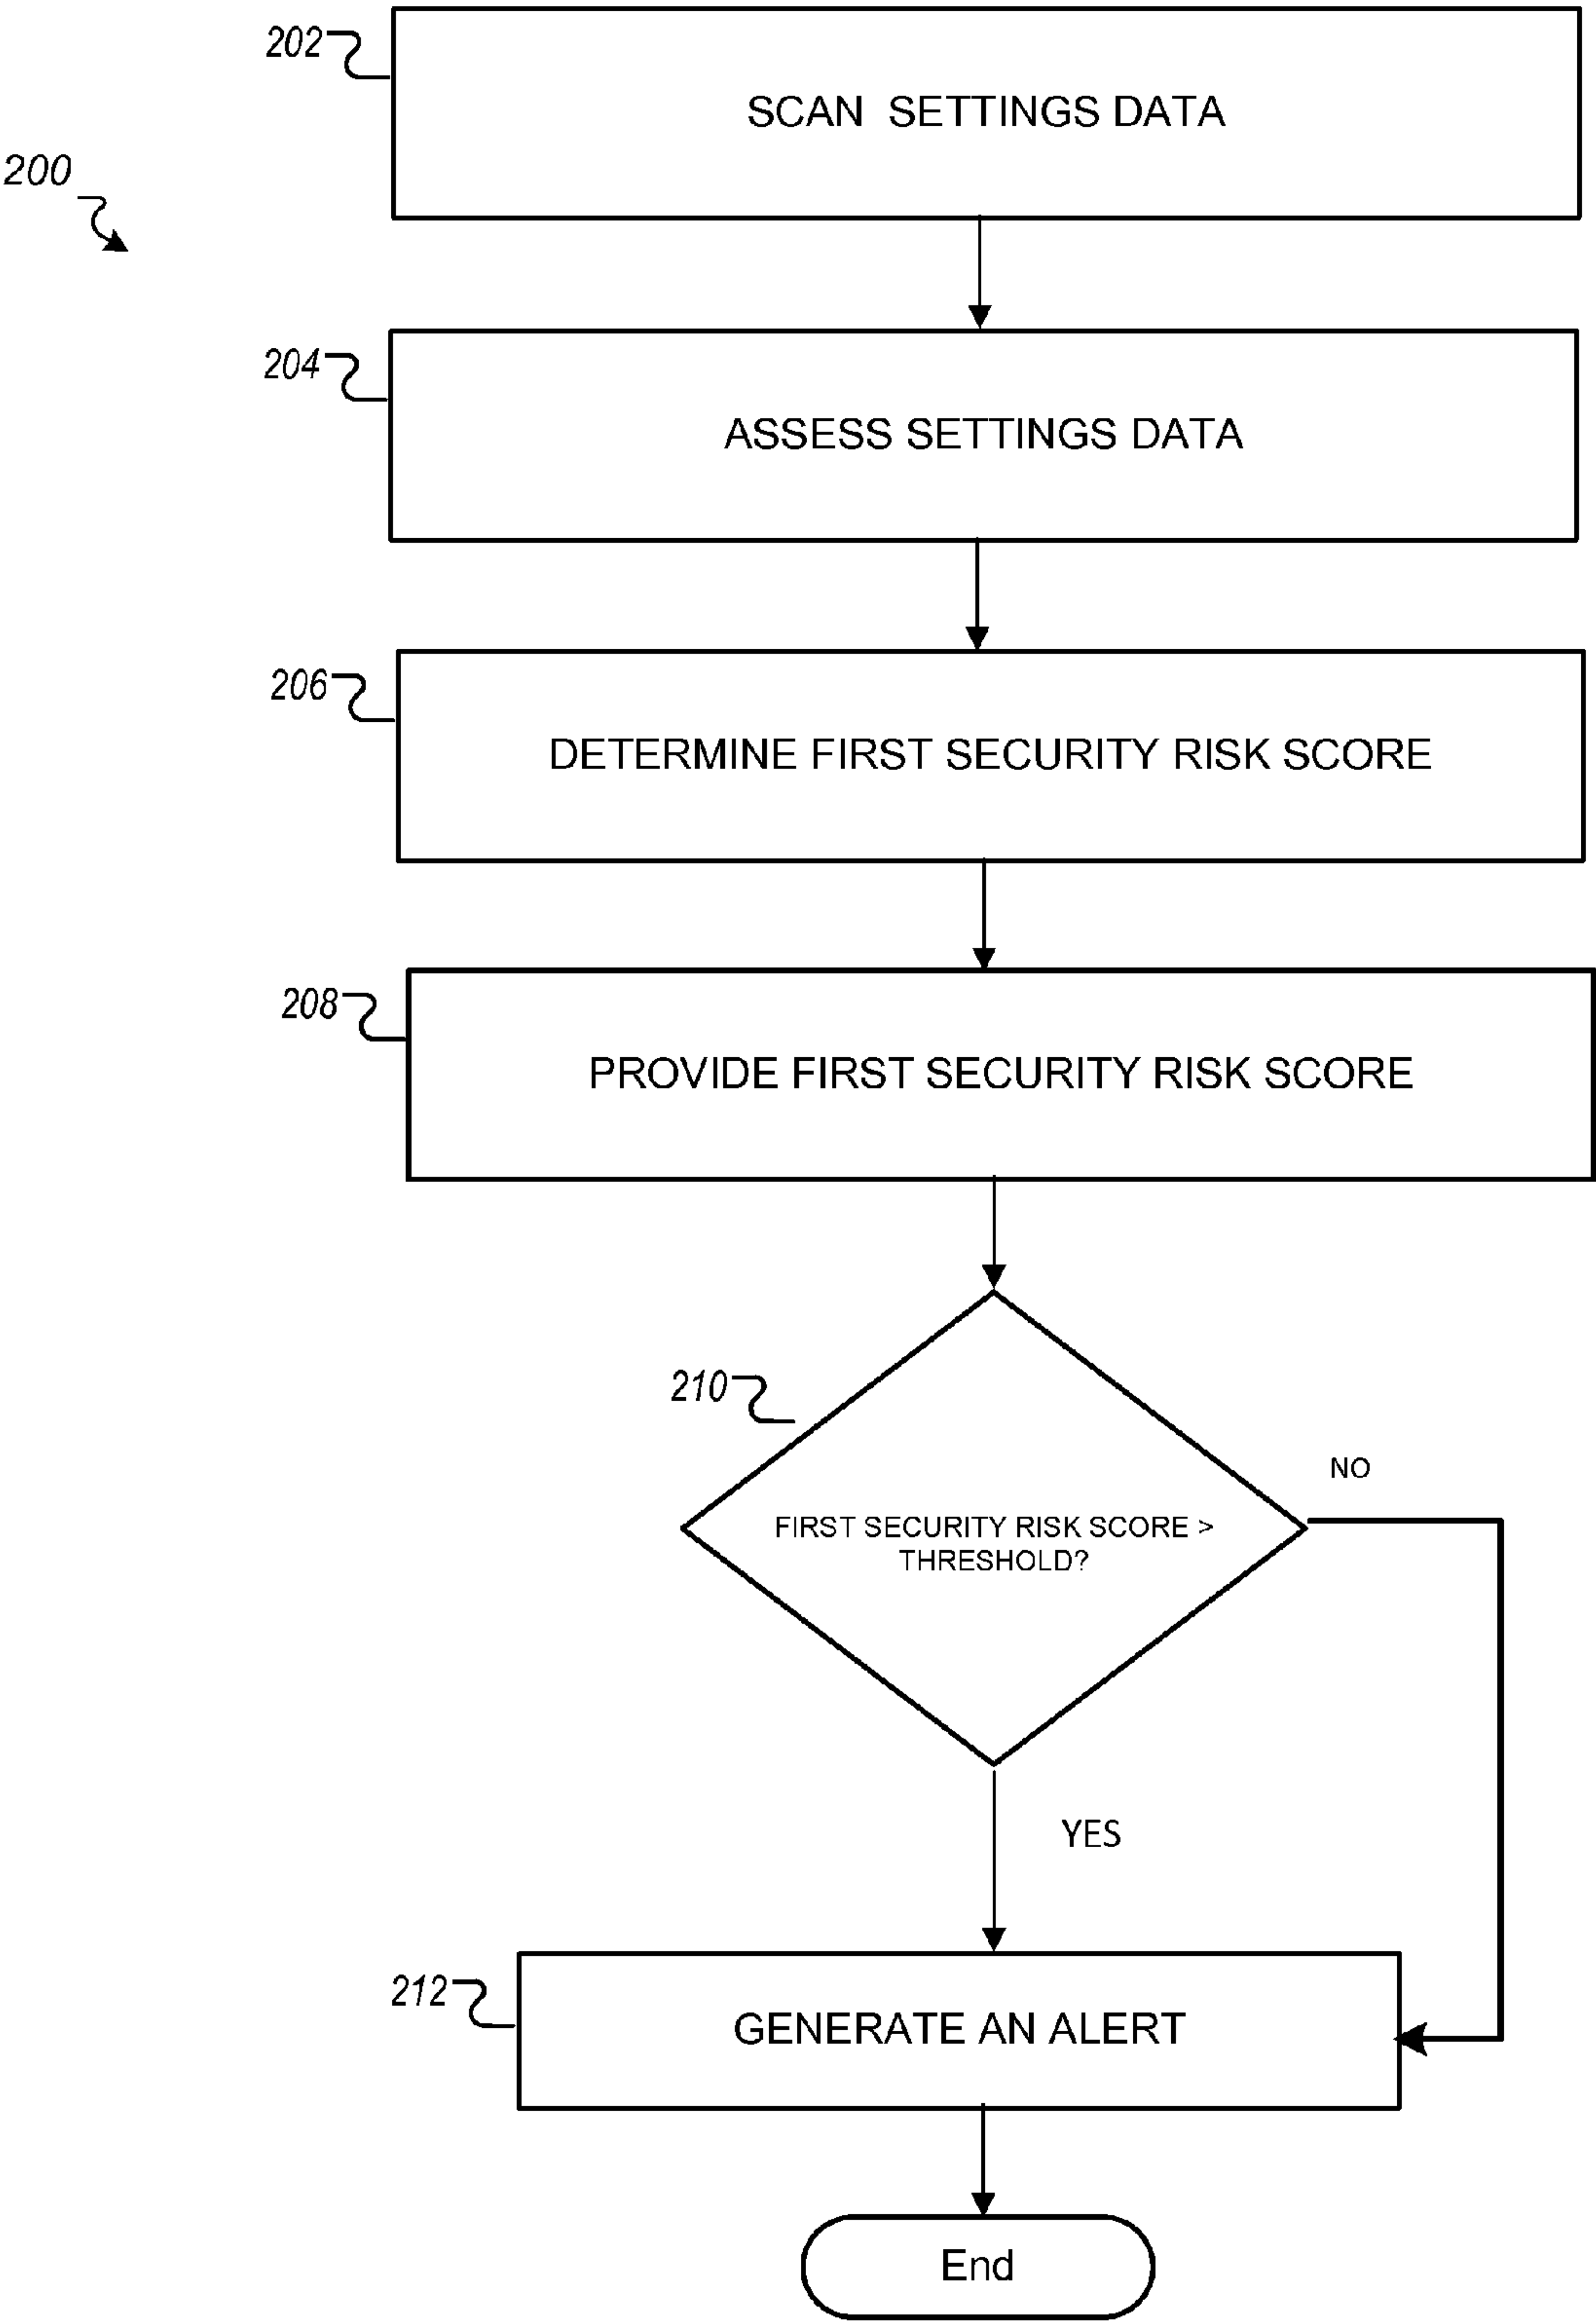 202
SCAN SETTINGS DATA
200
204
ASSESS SETTINGS DATA
206
DETERMINE FIRST SECURITY RISK SCORE
208
PROVIDE FIRST SECURITY RISK SCORE
210
NO
FIRST SECURITY RISK SCORE >
THRESHOLD?
YES
212
GENERATE AN ALERT
End